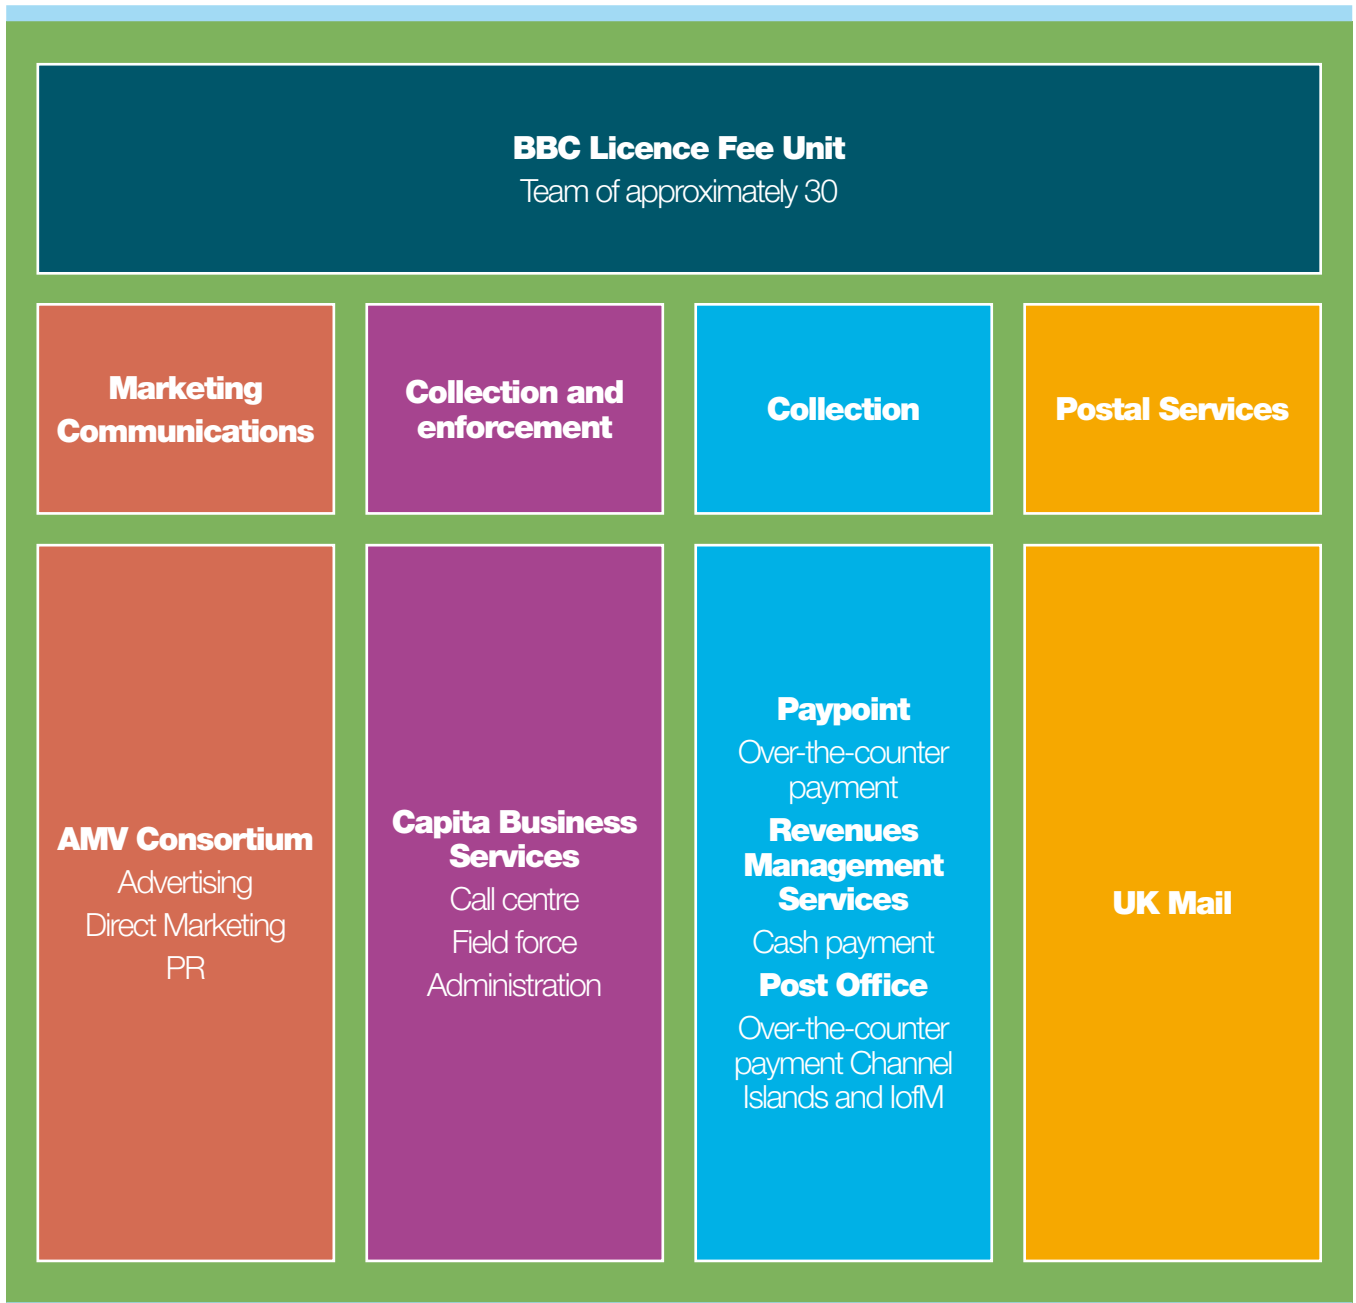 BBC Licence Fee Unit
Team of approximately 30
Marketing
Communications
Collection and
enforcement
Collection
Postal Services
AMV Consortium
Advertising
Direct Marketing
PR
Capita Business
Services
Call centre
Field force
Administration
Paypoint
Over-the-counter
payment
Revenues
Management
Services
Cash payment
Post Office
Over-the-counter
payment Channel
Islands and IofM
UK Mail